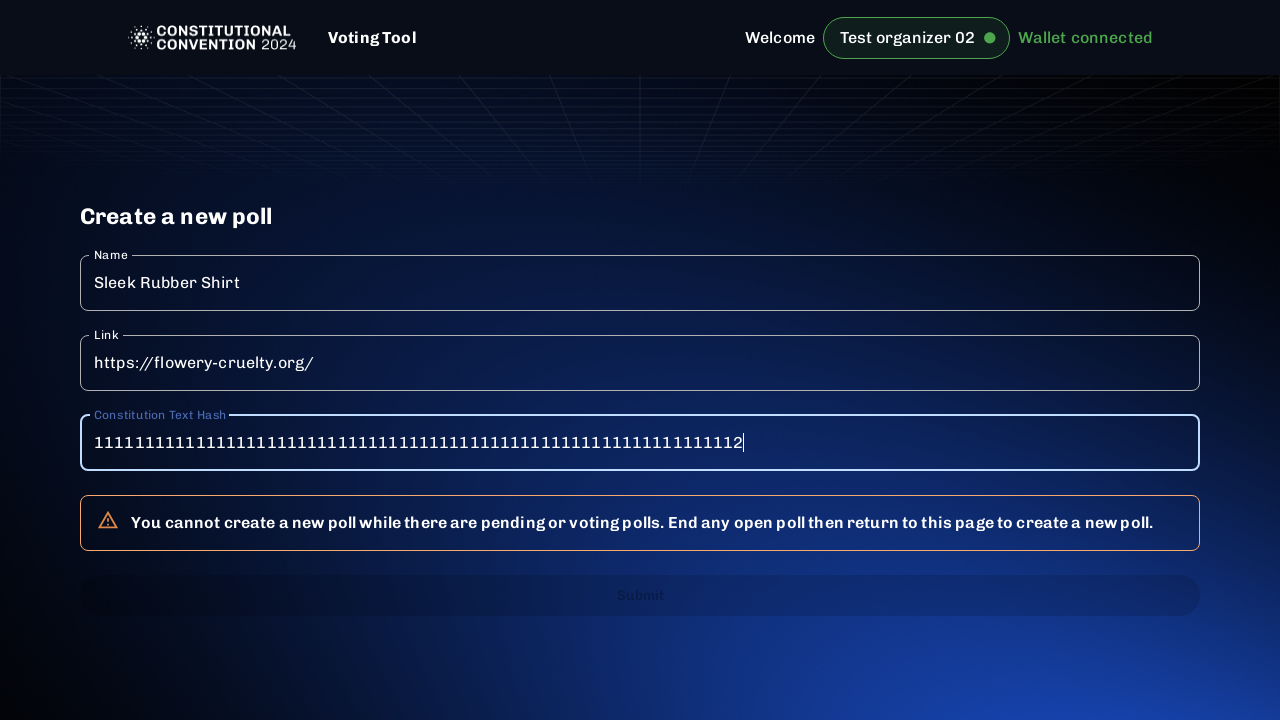 CONSTITUTIONAL
CONVENTION 2024
Voting Tool
Welcome
Test organizer 02
Wallet connected
Create a new poll
Name
Sleek Rubber Shirt
Link
https://flowery-cruelty.org/
Constitution Text Hash
1111111111111111111111111111111111111111111111111111111111111112
You cannot create a new poll while there are pending or voting polls. End any open poll then return to this page to create a new poll.
Submit